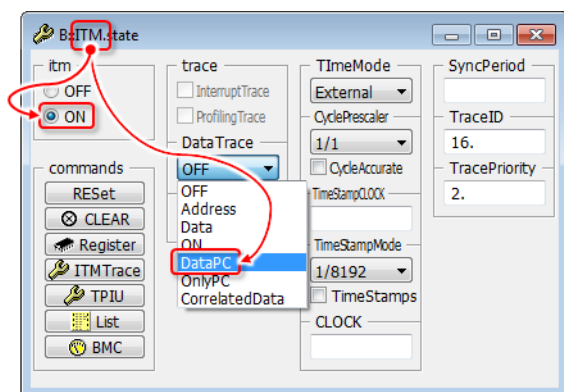 B::ITM.state
itm
OFF
ON
commands
RESet
CLEAR
Register
ITMTrace
TPIU
List
BMC
trace
InterruptTrace
ProfilingTrace
DataTrace
OFF
OFF
Address
Data
ON
DataPC
OnlyPC
CorrelatedData
TImeMode
External
CyclePrescaler
1/1
CycleAccurate
TimeStampCLOCK
TimeStampMode
1/8192
TimeStamps
CLOCK
SyncPeriod
TraceID
16.
TracePriority
2.